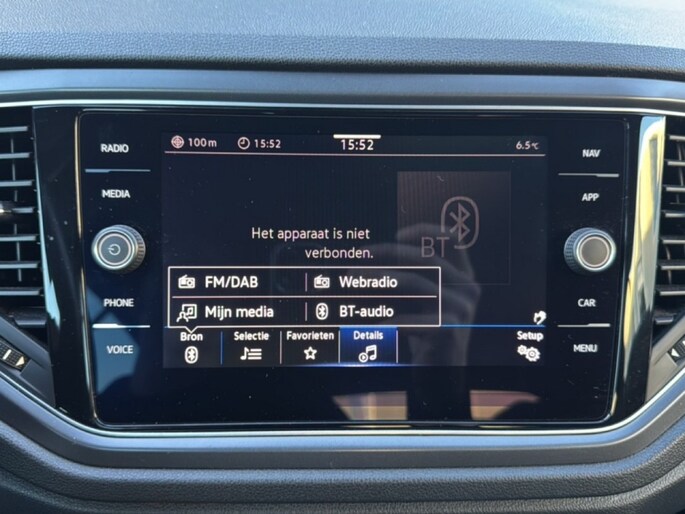 RADIO
MEDIA
PHONE
VOICE
100 m 15:52 15:52 6.5°C
Het apparaat is niet
verbonden.
BT
FM/DAB Webradio
Mijn media BT-audio
Bron Selectie Favorieten Details Setup
NAV
APP
CAR
MENU